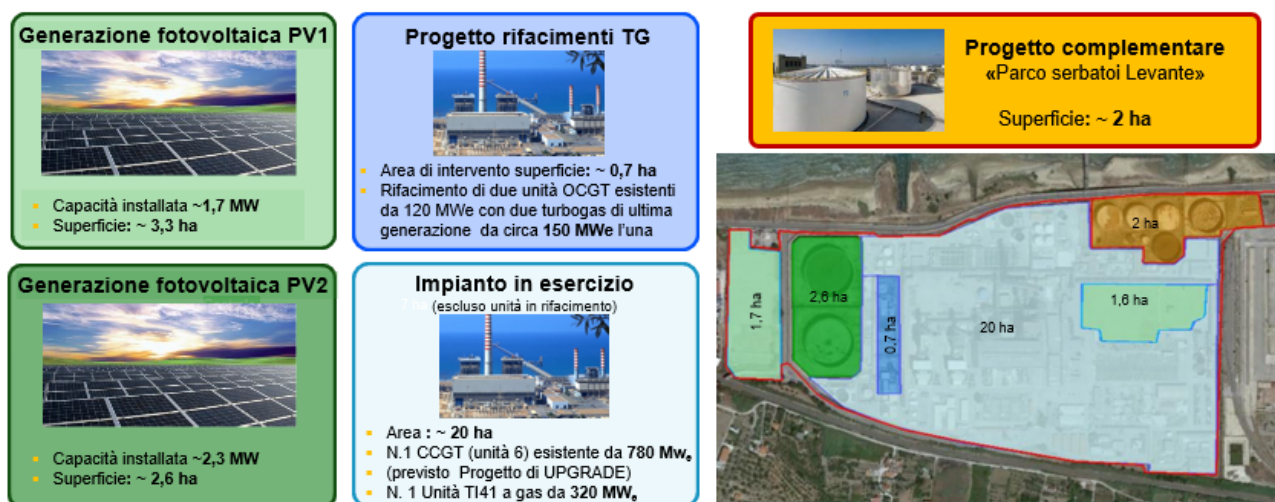 Generazione fotovoltaica PV1
Capacità installata ~1,7 MW
Superficie: ~ 3,3 ha
Progetto rifacimenti TG
Area di intervento superficie: ~ 0,7 ha
Rifacimento di due unità OCGT esistenti
da 120 MWe con due turbogas di ultima
generazione da circa 150 MWe l'una
Progetto complementare
«Parco serbatoi Levante»
Superficie: ~ 2 ha
Generazione fotovoltaica PV2
Capacità installata ~2,3 MW
Superficie: ~ 2,6 ha
Impianto in esercizio
(escluso unità in rifacimento)
Area : ~ 20 ha
N.1 CCGT (unità 6) esistente da 780 Mwe
(previsto Progetto di UPGRADE)
N. 1 Unità TI41 a gas da 320 MWe
2 ha
1,7 ha
2,6 ha
0,7 ha
20 ha
1,6 ha